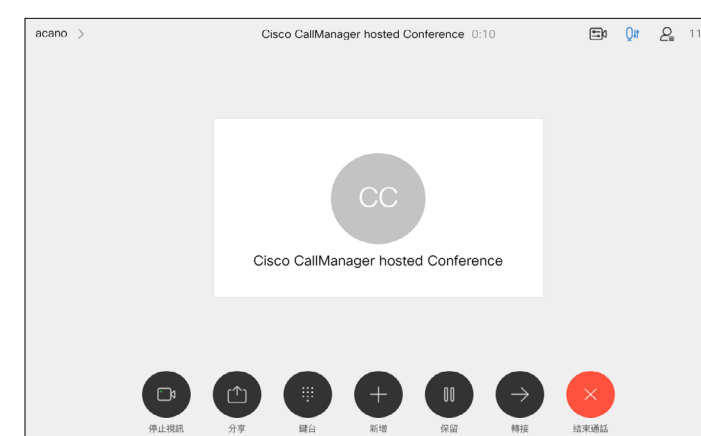 acano >
Cisco CallManager hosted Conference 0:10
11
CC
Cisco CallManager hosted Conference
停止視訊
分享
鍵台
新增
保留
轉接
結束通話